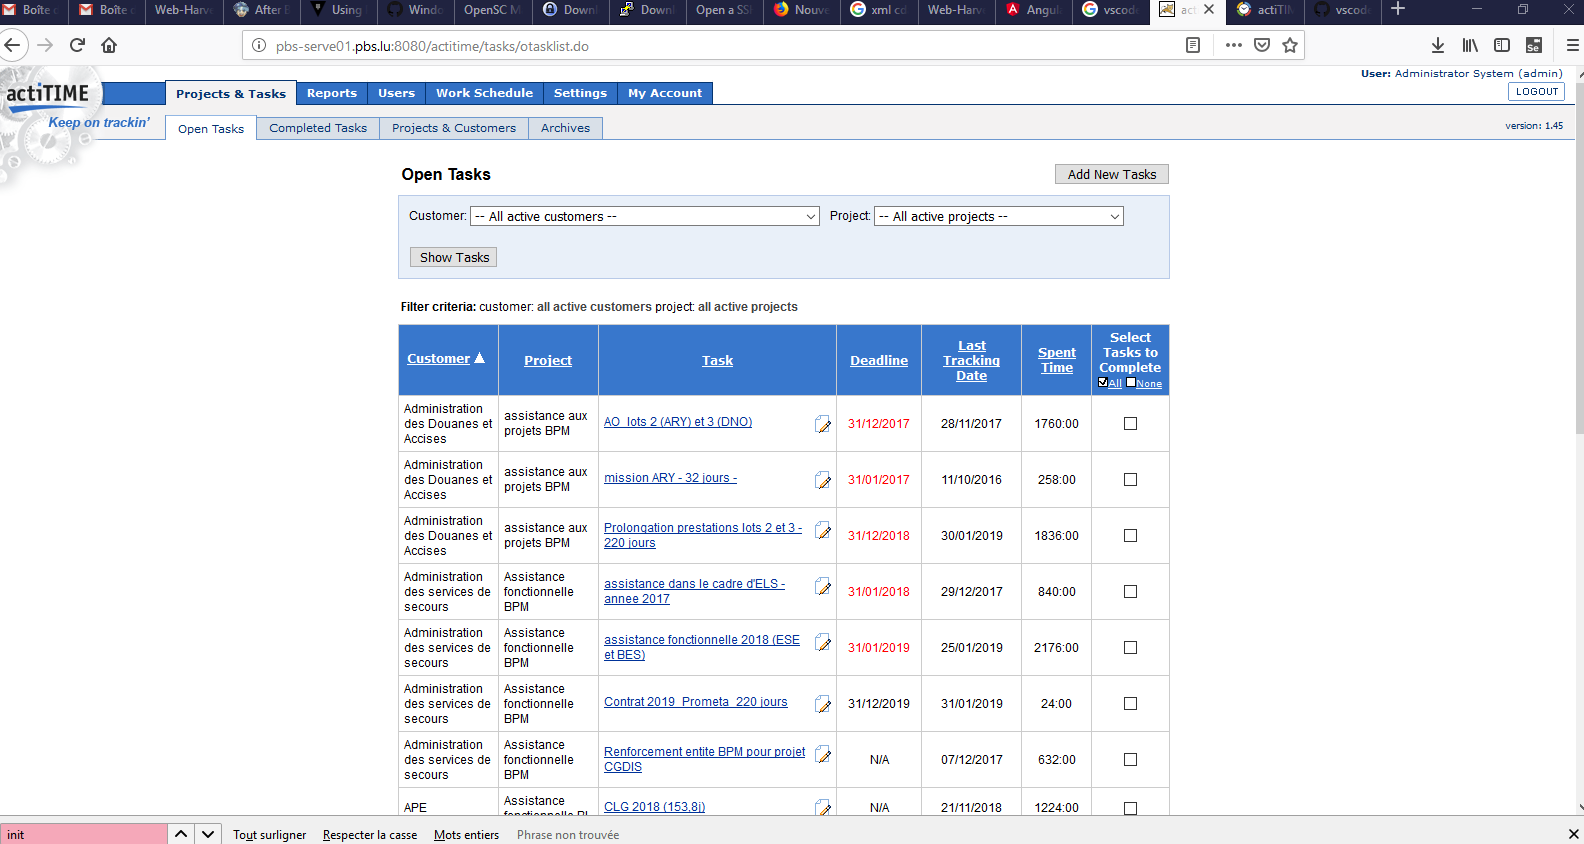 Boîte
Boîte
Web-Harv
After
Using
Windo
OpenSC
Down
Down
Open a SS
Nouve
xml cd
Web-Harv
Angul
vscod
act
actiTI
vscod
pbs-serve01.pbs.lu:8080/actitime/tasks/otasklist.do
User: Administrator System (admin)
actiTIME
Projects & Tasks Reports Users Work Schedule Settings My Account
LOGOUT
Keep on trackin'
Open Tasks Completed Tasks Projects & Customers Archives
version: 1.45
Open Tasks
Add New Tasks
Customer: -- All active customers -- Project: -- All active projects --
Show Tasks
Filter criteria: customer: all active customers project: all active projects
Customer Project Task Deadline Last Tracking Date Spent Time Select Tasks to Complete All None
Administration des Douanes et Accises assistance aux projets BPM AO lots 2 (ARY) et 3 (DNO) 31/12/2017 28/11/2017 1760:00
Administration des Douanes et Accises assistance aux projets BPM mission ARY - 32 jours - 31/01/2017 11/10/2016 258:00
Administration des Douanes et Accises assistance aux projets BPM Prolongation prestations lots 2 et 3 - 220 jours 31/12/2018 30/01/2019 1836:00
Administration des services de secours Assistance fonctionnelle BPM assistance dans le cadre d'ELS - annee 2017 31/01/2018 29/12/2017 840:00
Administration des services de secours Assistance fonctionnelle BPM assistance fonctionnelle 2018 (ESE et BES) 31/01/2019 25/01/2019 2176:00
Administration des services de secours Assistance fonctionnelle BPM Contrat 2019 Prometa 220 jours 31/12/2019 31/01/2019 24:00
Administration des services de secours Assistance fonctionnelle BPM Renforcement entite BPM pour projet CGDIS N/A 07/12/2017 632:00
APE Assistance CLG 2018 (153,8j) N/A 21/11/2018 1224:00
init Tout surligner Respecter la casse Mots entiers Phrase non trouvée